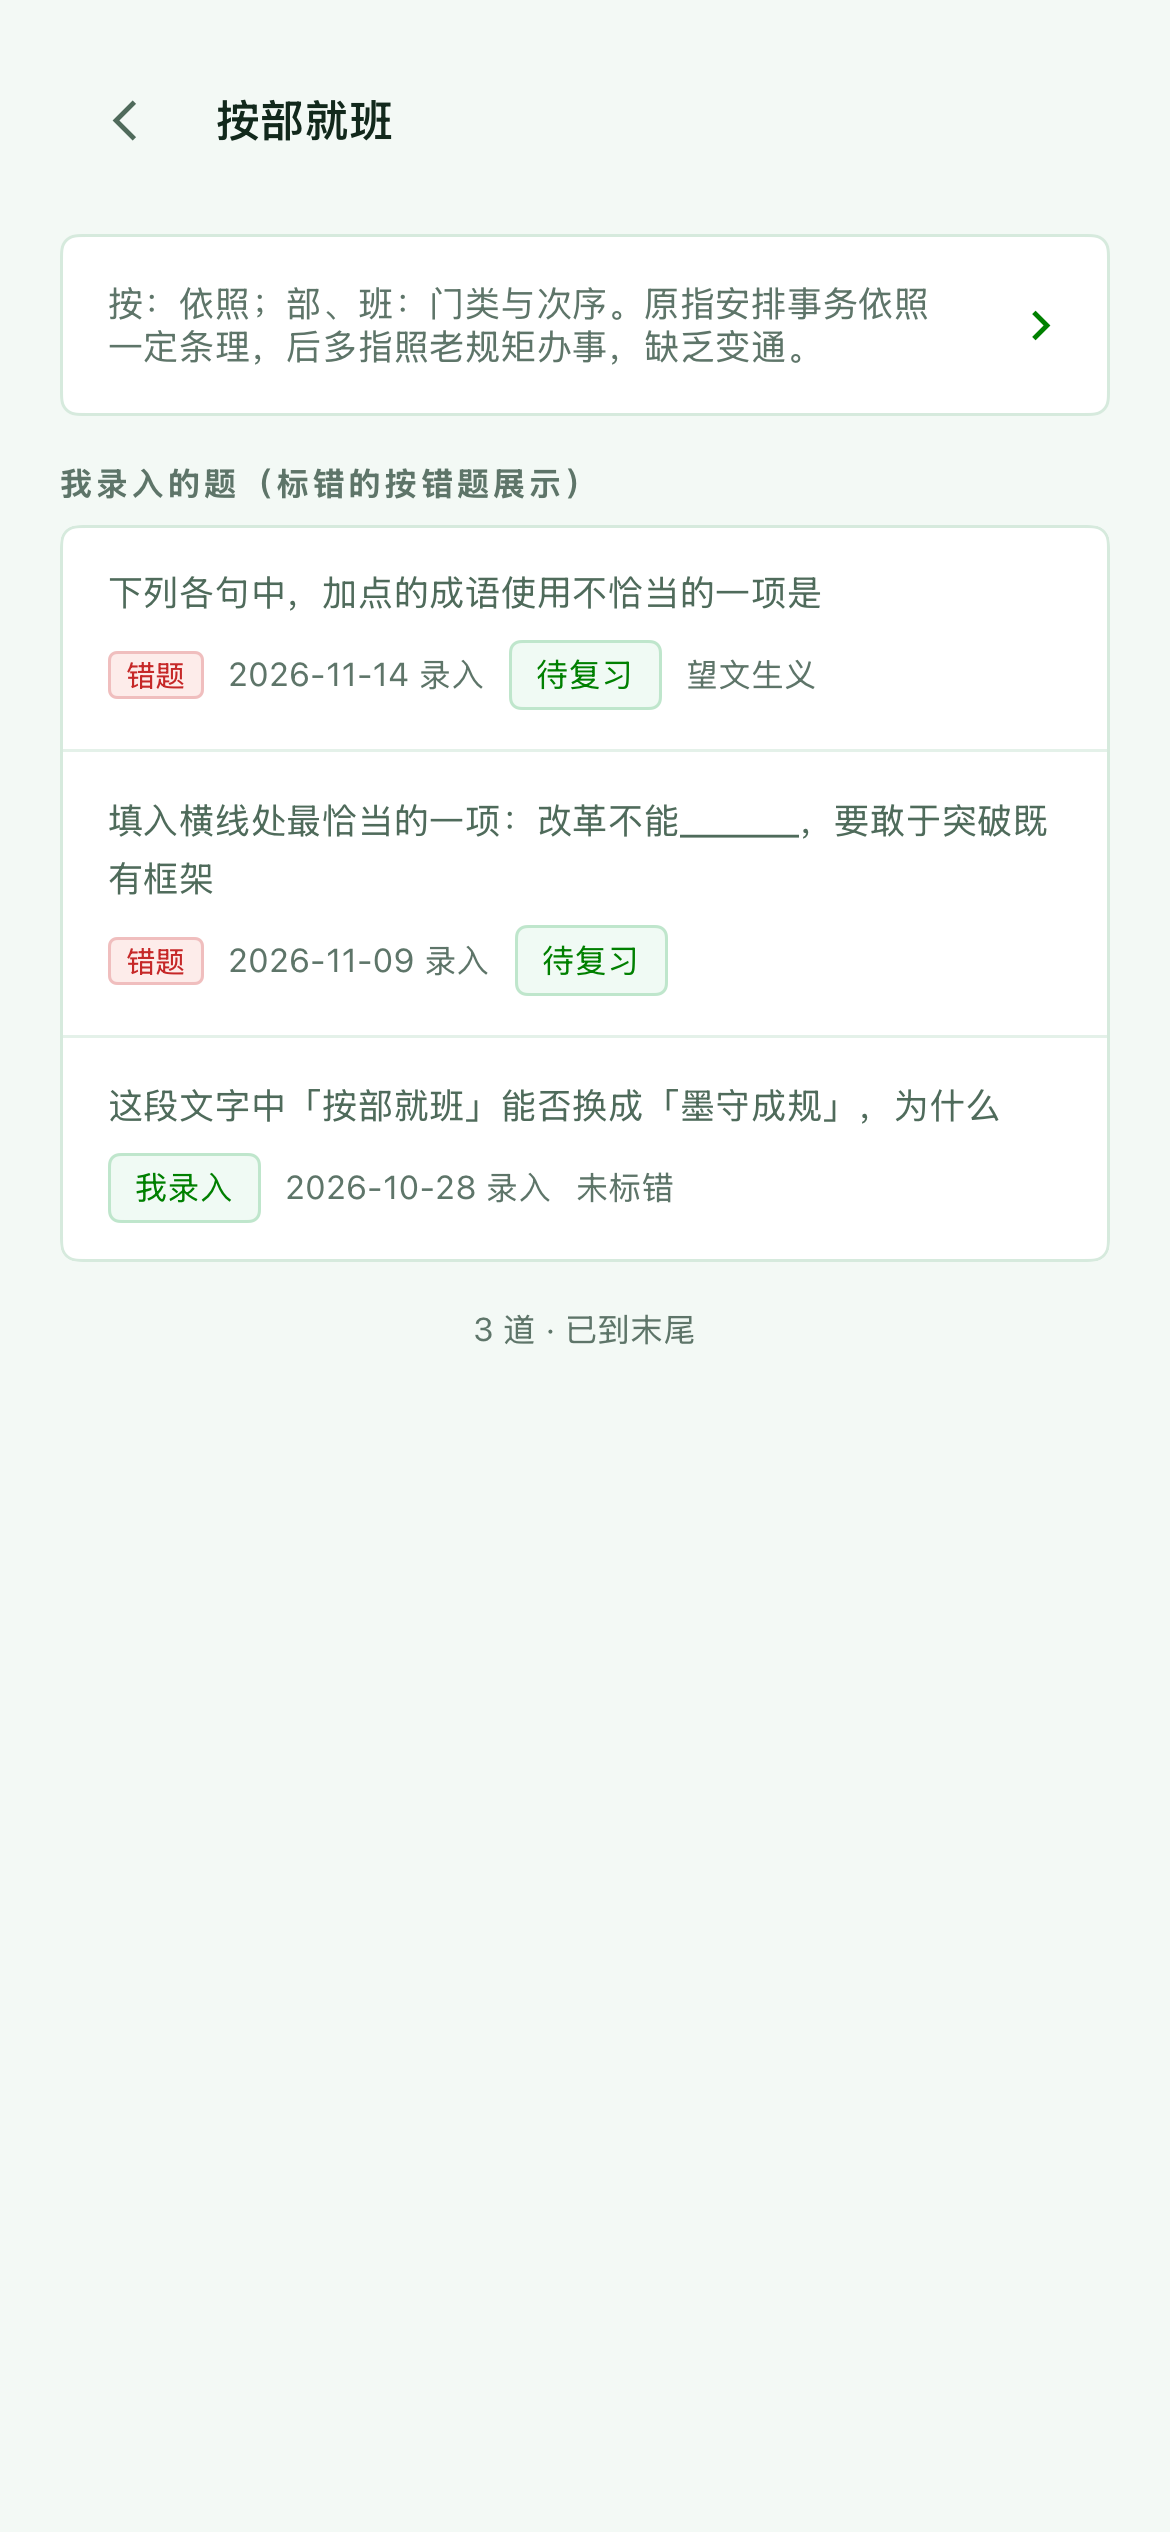 按部就班
按：依照；部、班：门类与次序。原指安排事务依照
一定条理，后多指照老规矩办事，缺乏变通。
我录入的题（标错的按错题展示）
下列各句中，加点的成语使用不恰当的一项是
错题 2026-11-14 录入 待复习 望文生义
填入横线处最恰当的一项：改革不能______，要敢于突破既
有框架
错题 2026-11-09 录入 待复习
这段文字中「按部就班」能否换成「墨守成规」，为什么
我录入 2026-10-28 录入 未标错
3 道 · 已到末尾